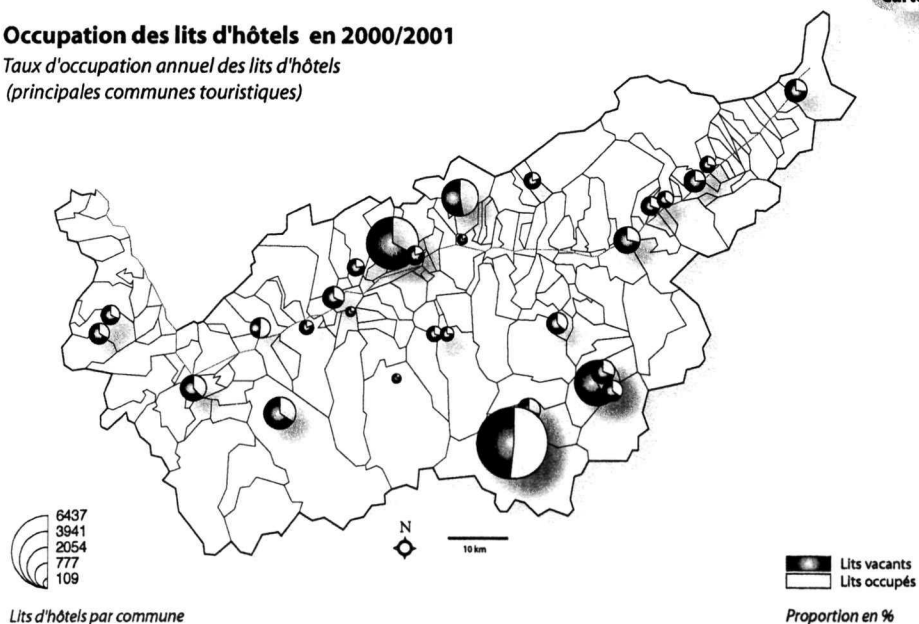 Occupation des lits d'hôtels en 2000/2001
Taux d'occupation annuel des lits d'hôtels
(principales communes touristiques)
6437
3941
2054
777
109
Lits d'hôtels par commune
N
10 km
Lits vacants
Lits occupés
Proportion en %